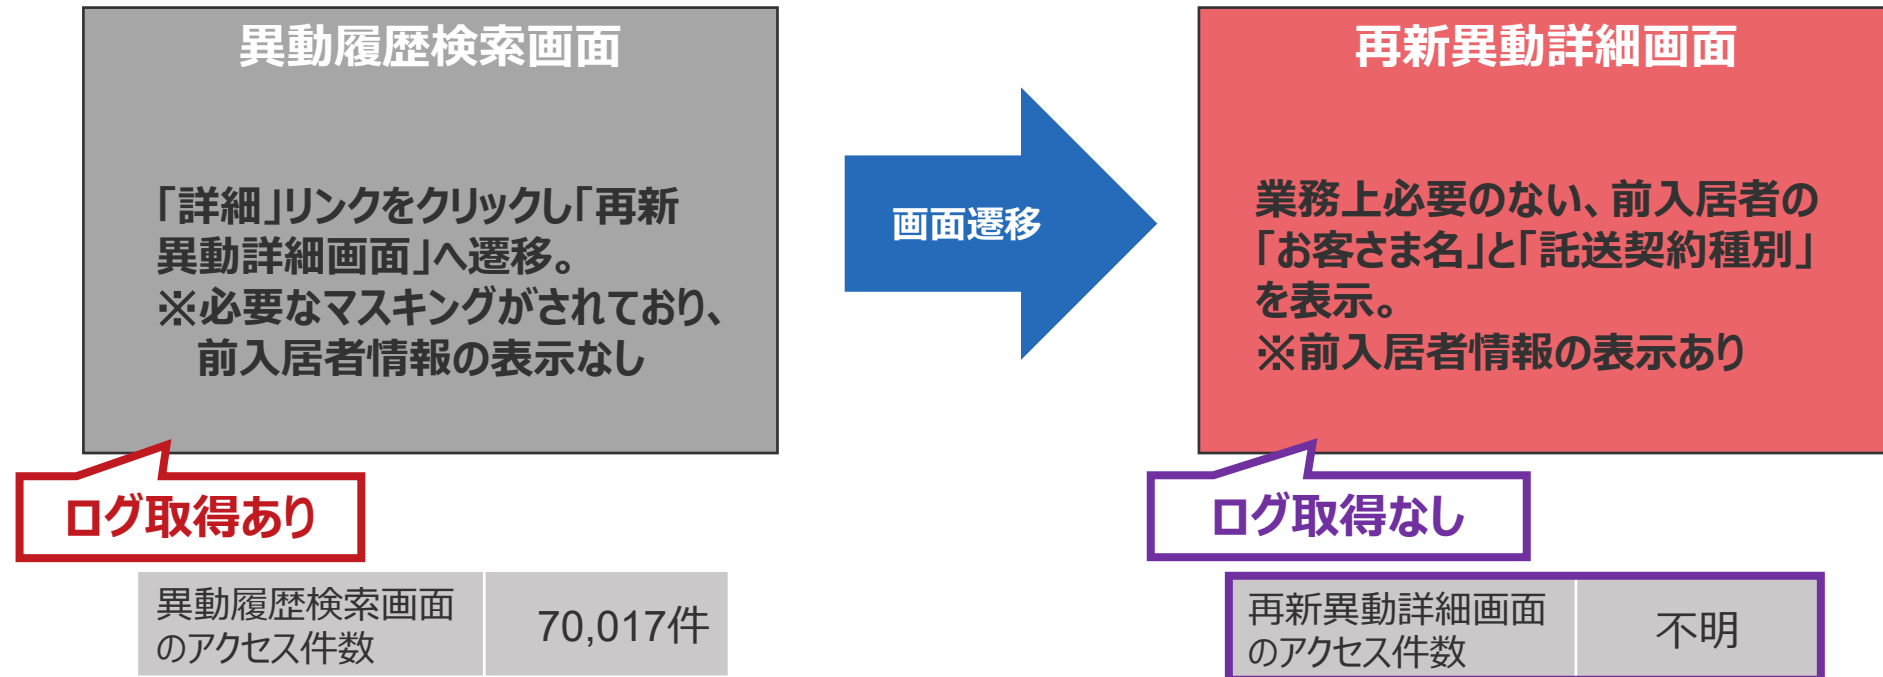 異動履歴検索画面
「詳細」リンクをクリックし「再新
異動詳細画面」へ遷移。
※必要なマスキングがされており、
前入居者情報の表示なし
ログ取得あり
異動履歴検索画面
のアクセス件数
70,017件
画面遷移
再新異動詳細画面
業務上必要のない、前入居者の
「お客さま名」と「託送契約種別」
を表示。
※前入居者情報の表示あり
ログ取得なし
再新異動詳細画面
のアクセス件数
不明